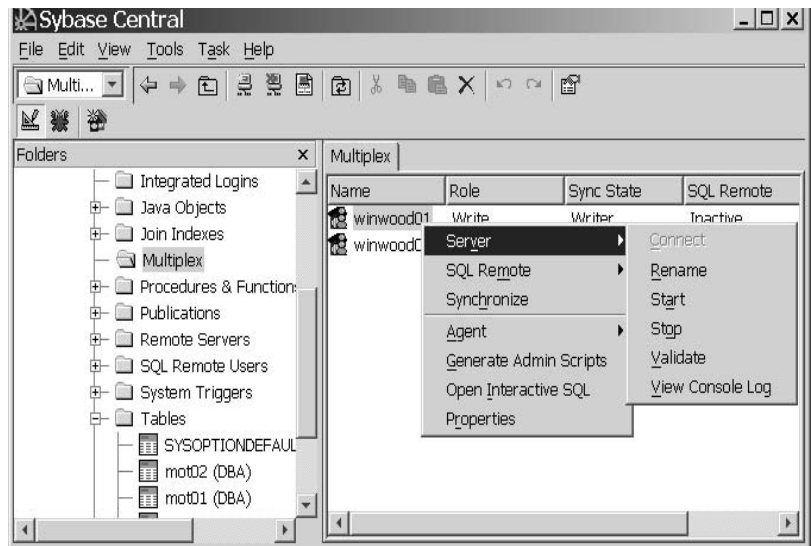 Sybase Central
File Edit View Tools Task Help
Multi...
Folders
Integrated Logins
Java Objects
Join Indexes
Multiplex
Procedures & Function
Publications
Remote Servers
SQL Remote Users
System Triggers
Tables
SYSOPTIONDEFAUL
mot02 (DBA)
mot01 (DBA)
Multiplex
Name Role Sync State SQL Remote
winwood01 Write Writer Inactive
winwood0
Server
SQL Remote
Synchronize
Agent
Generate Admin Scripts
Open Interactive SQL
Properties
Connect
Rename
Start
Stop
Validate
View Console Log